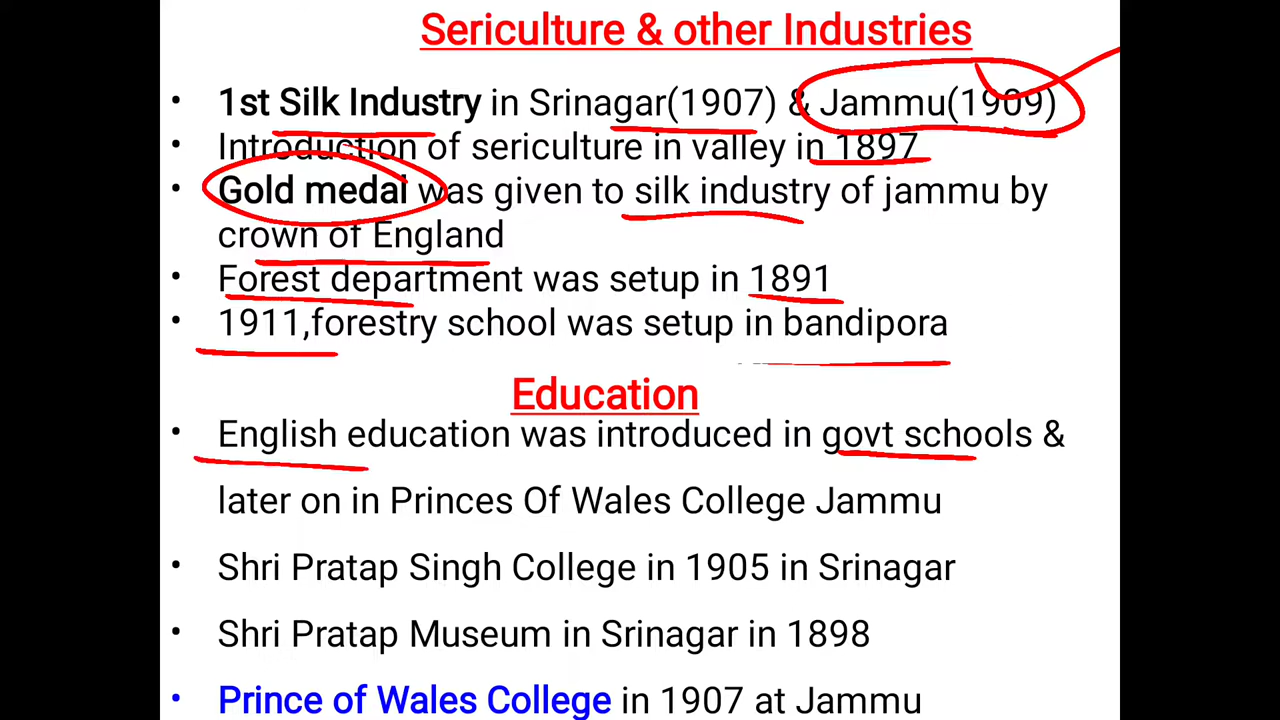 Sericulture & other Industries
• 1st Silk Industry in Srinagar(1907) & Jammu(1909)
• Introduction of sericulture in valley in 1897
• Gold medal was given to silk industry of jammu by
crown of England
• Forest department was setup in 1891
• 1911,forestry school was setup in bandipora
Education
• English education was introduced in govt schools &
later on in Princes Of Wales College Jammu
• Shri Pratap Singh College in 1905 in Srinagar
• Shri Pratap Museum in Srinagar in 1898
• Prince of Wales College in 1907 at Jammu